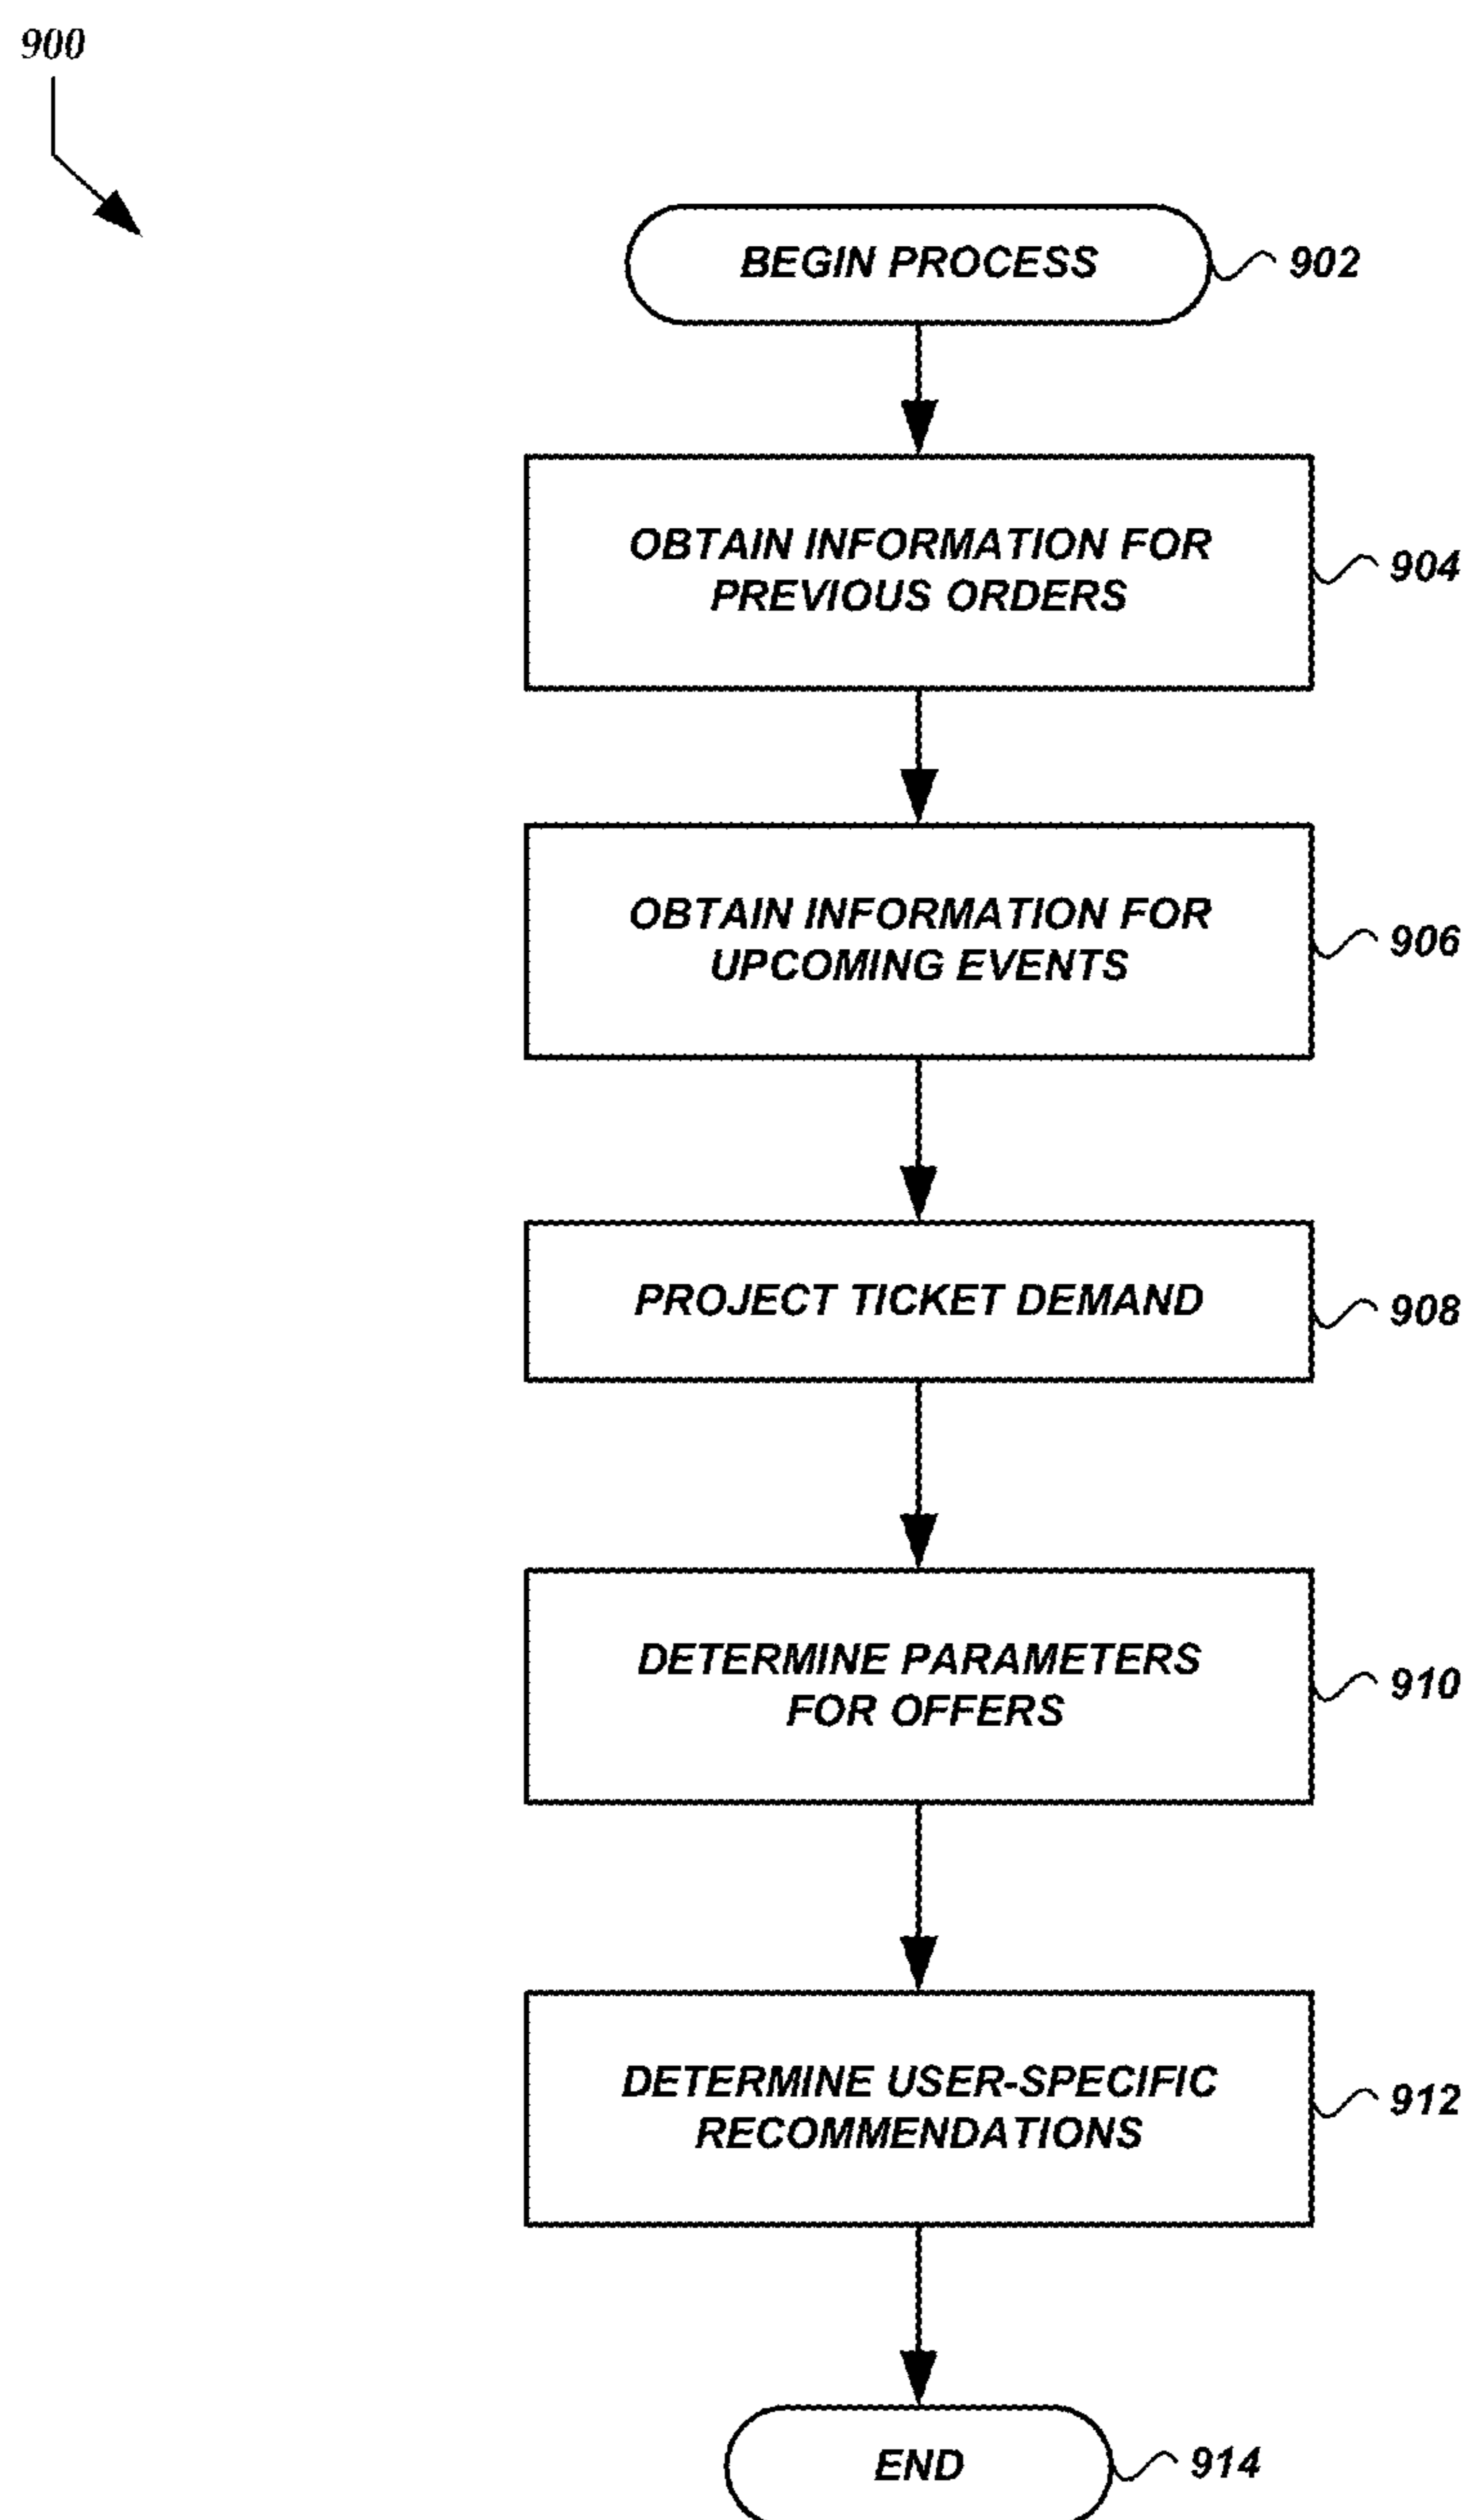 900
BEGIN PROCESS
902
OBTAIN INFORMATION FOR
PREVIOUS ORDERS
904
OBTAIN INFORMATION FOR
UPCOMING EVENTS
906
PROJECT TICKET DEMAND
908
DETERMINE PARAMETERS
FOR OFFERS
910
DETERMINE USER-SPECIFIC
RECOMMENDATIONS
912
END
914